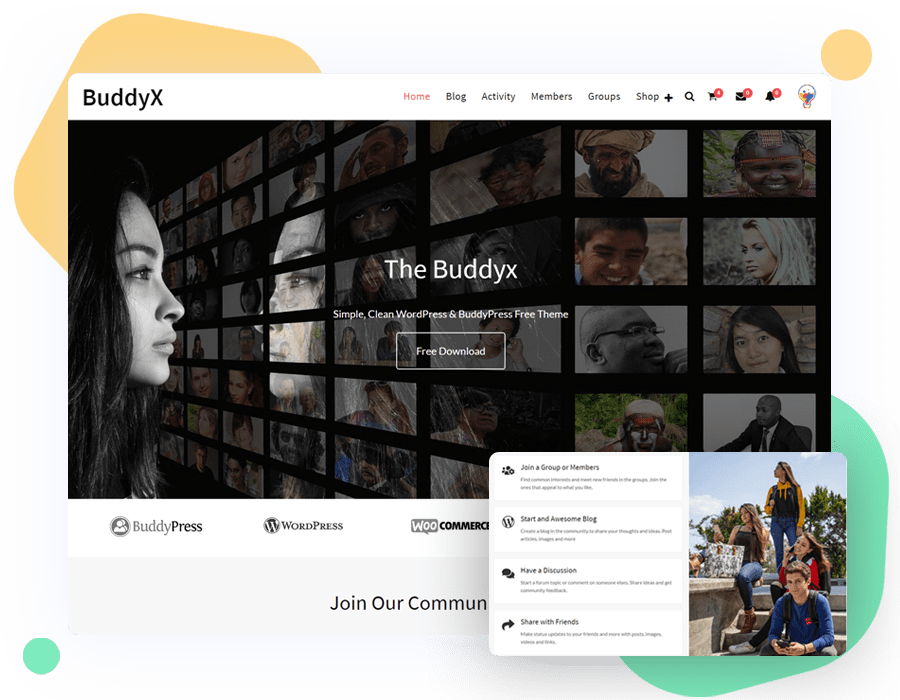 BuddyX
Home Blog Activity Members Groups Shop
4 0 0
The Buddyx
Simple, Clean WordPress & BuddyPress Free Theme
Free Download
BuddyPress WORDPRESS WOO COMMERCE
Join Our Commun
Join a Group or Members
Find common interests and meet new friends in the groups. Join the
ones that appeal to what you like.
Start and Awesome Blog
Create a blog in the community to share your thoughts and ideas. Post
articles, images and more
Have a Discussion
Start a forum topic or comment on someone elses. Share ideas and get
community feedback.
Share with Friends
Make status updates to your friends and more with posts, images,
videos and links.